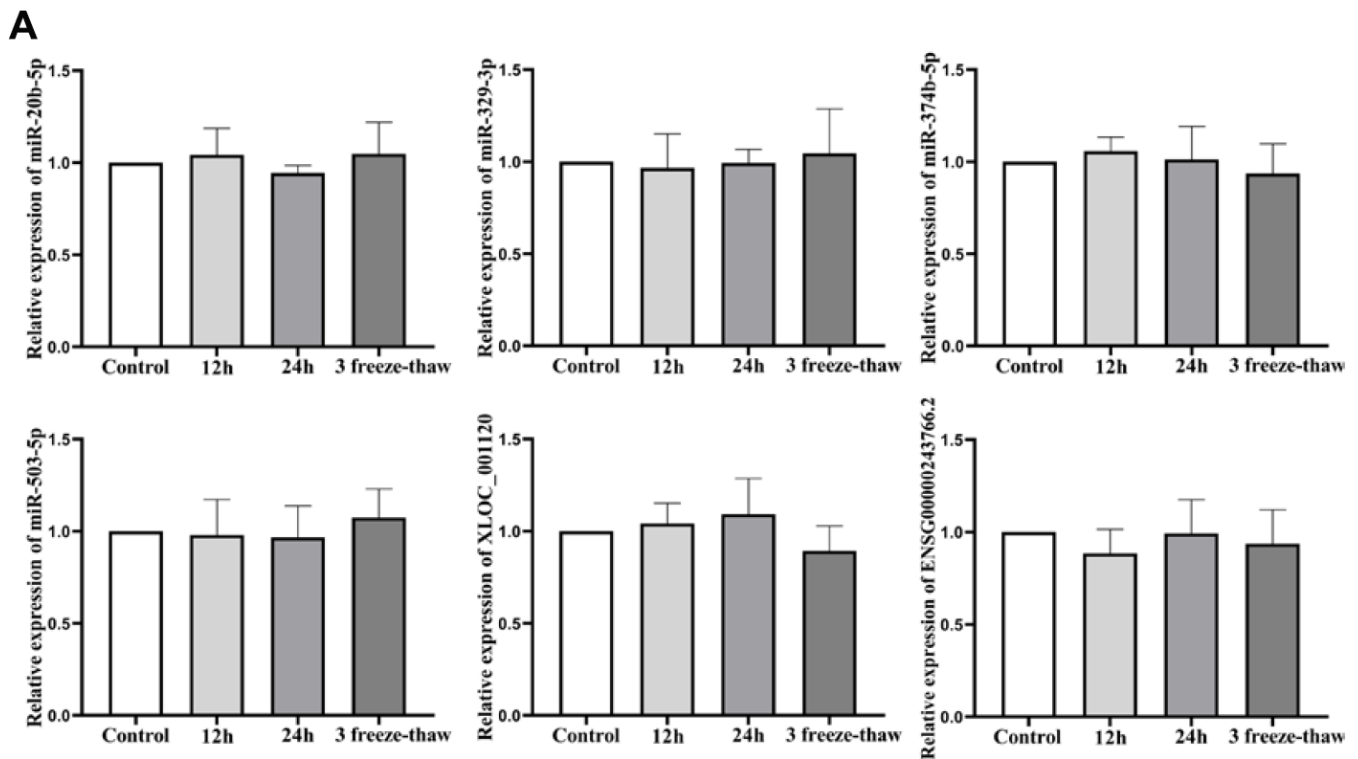 A
Relative expression of miR-20b-5p
1.5
1.0
0.5
0.0
Control 12h 24h 3 freeze-thaw
Relative expression of miR-329-3p
1.5
1.0
0.5
0.0
Control 12h 24h 3 freeze-thaw
Relative expression of miR-374b-5p
1.5
1.0
0.5
0.0
Control 12h 24h 3 freeze-thaw
Relative expression of miR-503-5p
1.5
1.0
0.5
0.0
Control 12h 24h 3 freeze-thaw
Relative expression of XLOC_001120
1.5
1.0
0.5
0.0
Control 12h 24h 3 freeze-thaw
Relative expression of ENSG00000243766.2
1.5
1.0
0.5
0.0
Control 12h 24h 3 freeze-thaw